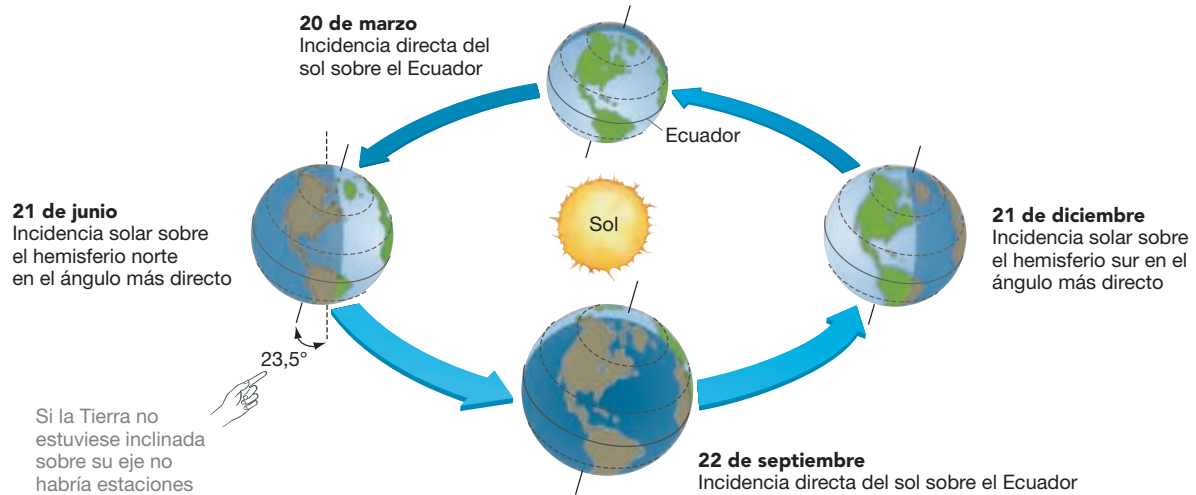 20 de marzo
Incidencia directa del
sol sobre el Ecuador
Ecuador
Sol
21 de junio
Incidencia solar sobre
el hemisferio norte
en el ángulo más directo
21 de diciembre
Incidencia solar sobre
el hemisferio sur en el
ángulo más directo
23,5°
Si la Tierra no
estuviese inclinada
sobre su eje no
habría estaciones
22 de septiembre
Incidencia directa del sol sobre el Ecuador